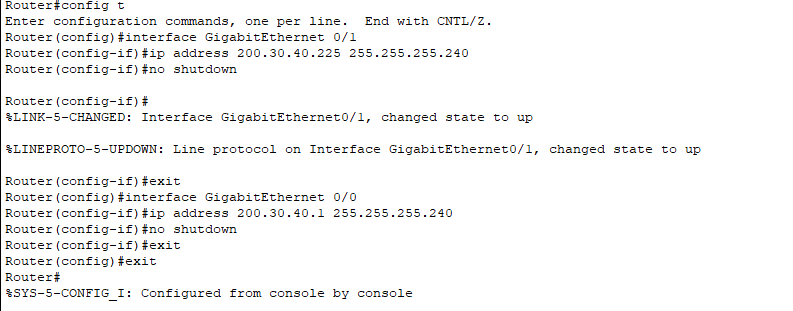 Router#config t
Enter configuration commands, one per line.  End with CNTL/Z.
Router(config)#interface GigabitEthernet 0/1
Router(config-if)#ip address 200.30.40.225 255.255.255.240
Router(config-if)#no shutdown

Router(config-if)#
%LINK-5-CHANGED: Interface GigabitEthernet0/1, changed state to up

%LINEPROTO-5-UPDOWN: Line protocol on Interface GigabitEthernet0/1, changed state to up

Router(config-if)#exit
Router(config)#interface GigabitEthernet 0/0
Router(config-if)#ip address 200.30.40.1 255.255.255.240
Router(config-if)#no shutdown
Router(config-if)#exit
Router(config)#exit
Router#
%SYS-5-CONFIG_I: Configured from console by console